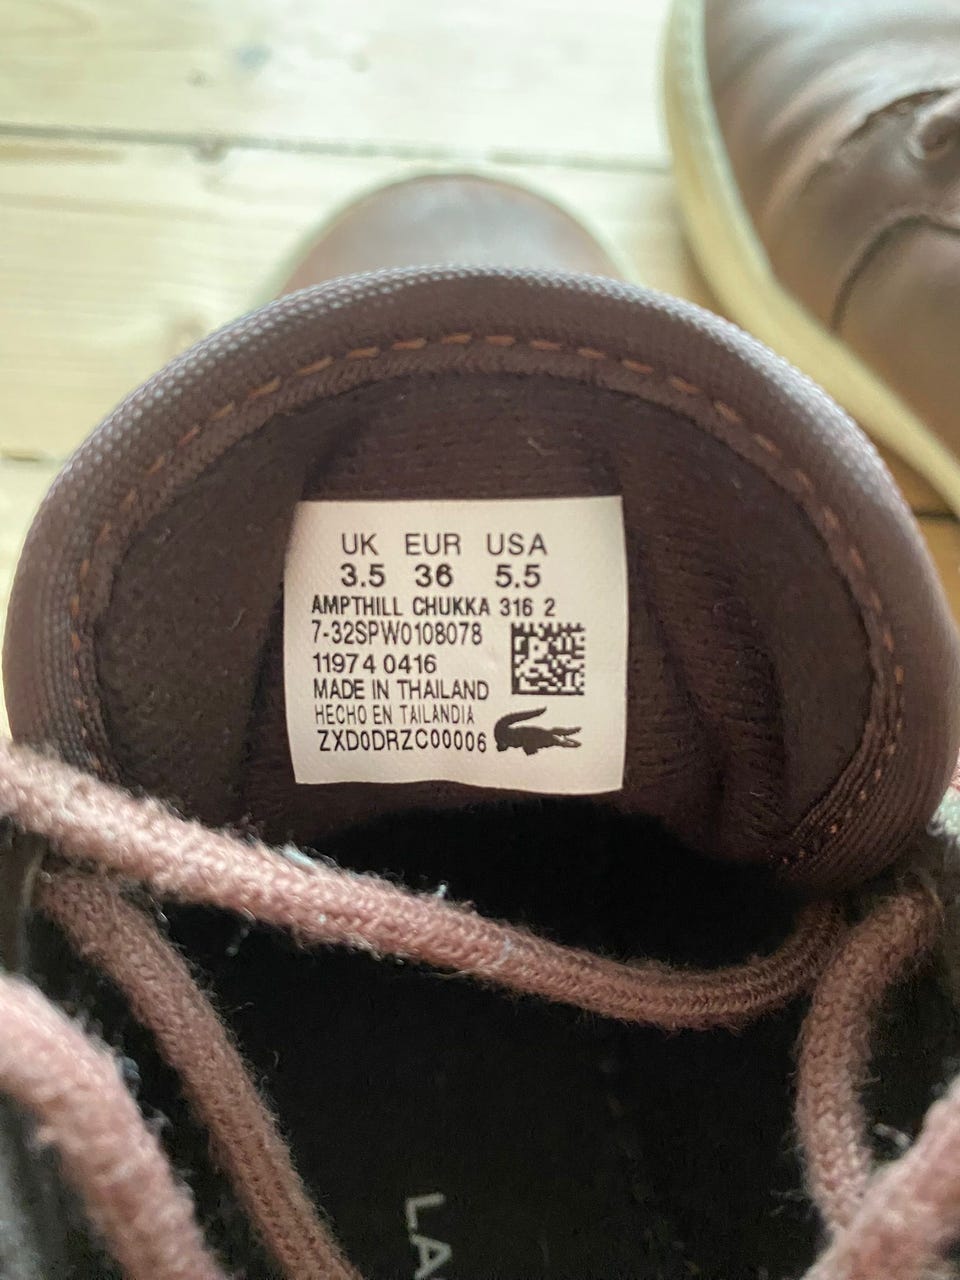 UK EUR USA
3.5 36 5.5
AMPTHILL CHUKKA 316 2
7-32SPW0108078
11974 0416
MADE IN THAILAND
HECHO EN TAILANDIA
ZXD0DRZC00006
LA